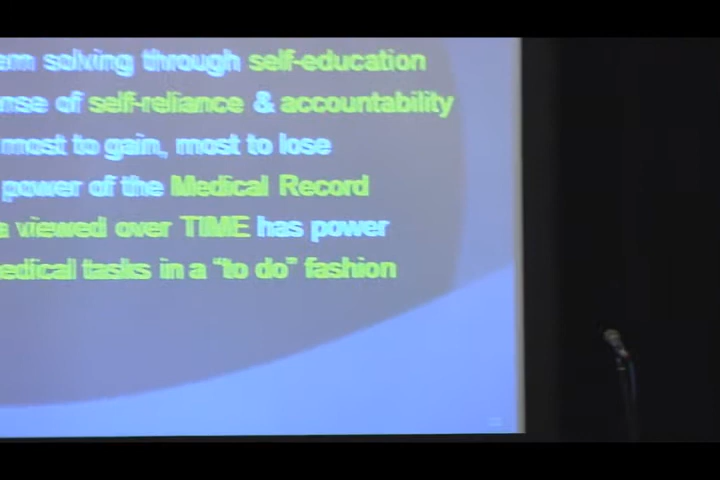 solving through self-education
of self-reliance & accountability
most to gain, most to lose
power of the Medical Record
viewed over TIME has power
tasks in a “to do” fashion